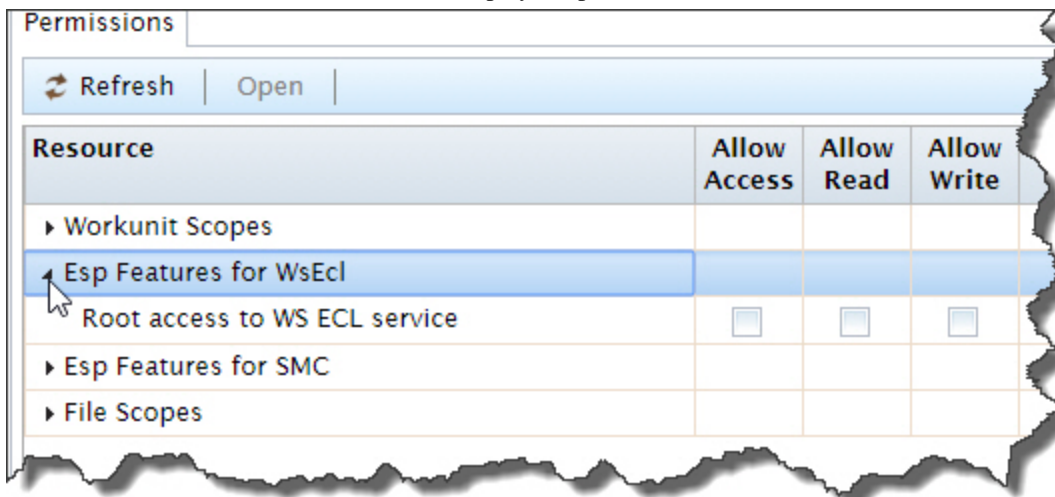 Permissions
Refresh Open
Resource Allow Access Allow Read Allow Write
Workunit Scopes
Esp Features for WsEcl
Root access to WS ECL service
Esp Features for SMC
File Scopes